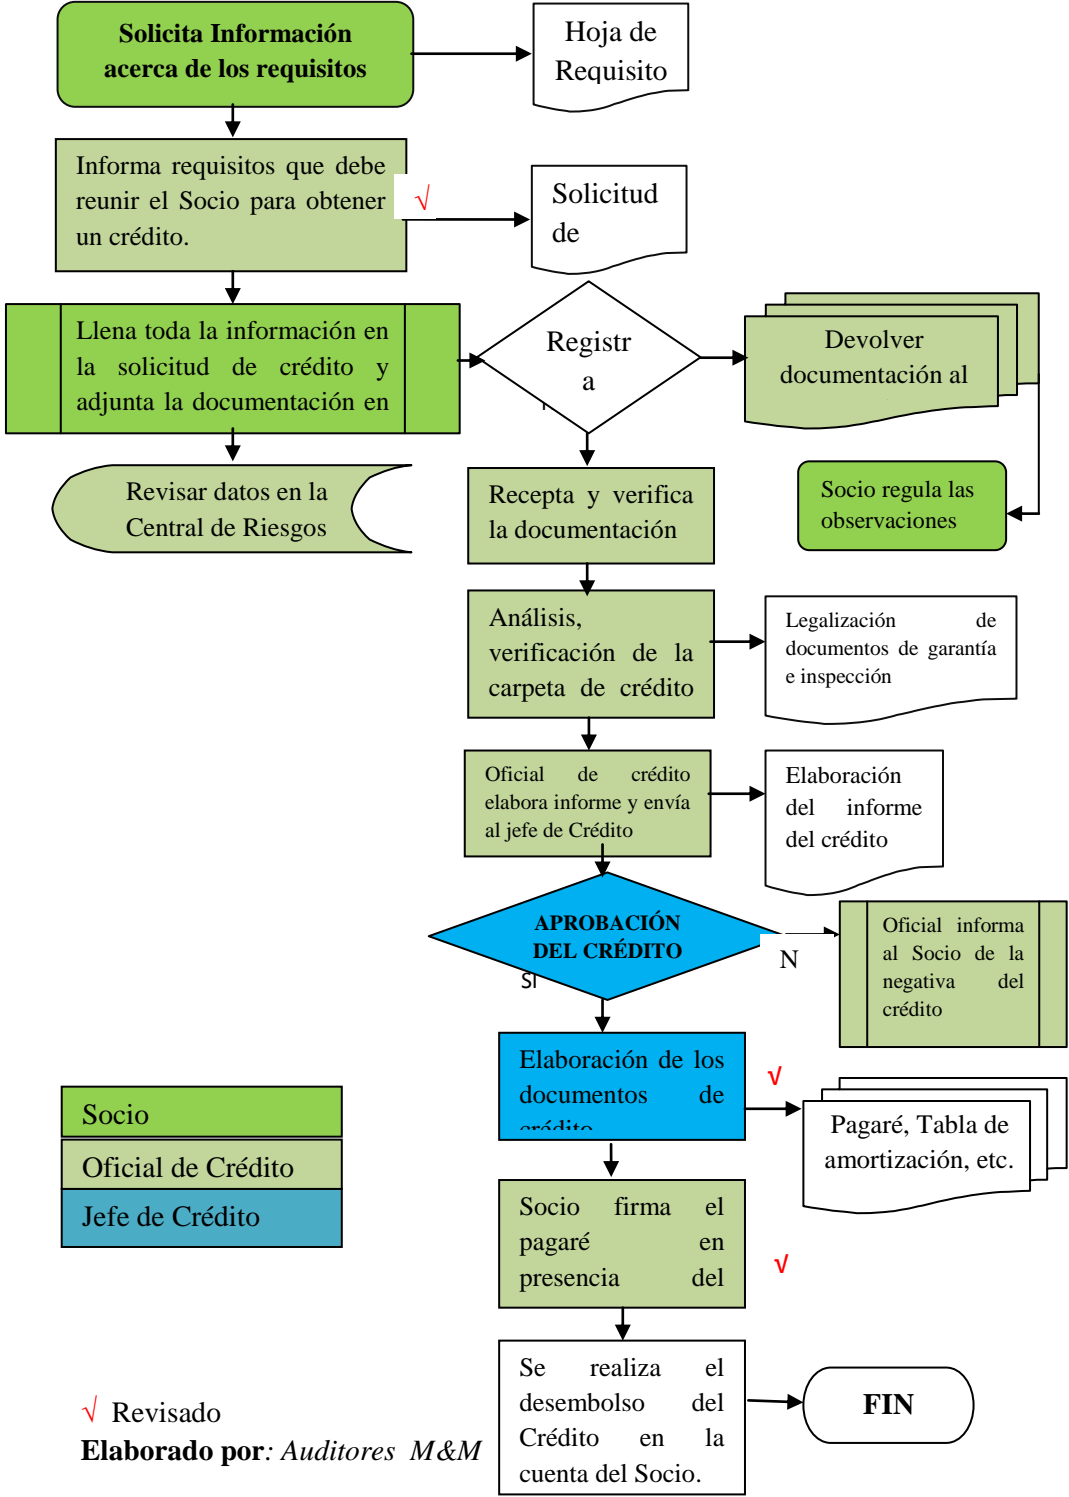 Solicita Información
acerca de los requisitos
Hoja de
Requisito
Informa requisitos que debe
reunir el Socio para obtener
un crédito.
√
Solicitud
de
Llena toda la información en
la solicitud de crédito y
adjunta la documentación en
Registr
a
Devolver
documentación al
Revisar datos en la
Central de Riesgos
Recepta y verifica
la documentación
Socio regula las
observaciones
Análisis,
verificación de la
carpeta de crédito
Legalización de
documentos de garantía
e inspección
Oficial de crédito
elabora informe y envía
al jefe de Crédito
Elaboración
del informe
del crédito
APROBACIÓN
DEL CRÉDITO
SI
N
Oficial informa
al Socio de la
negativa del
crédito
Elaboración de los
documentos de
crédito
√
Pagaré, Tabla de
amortización, etc.
Socio
Oficial de Crédito
Jefe de Crédito
Socio firma el
pagaré en
presencia del
√
Se realiza el
desembolso del
Crédito en la
cuenta del Socio.
FIN
√ Revisado
Elaborado por: Auditores M&M